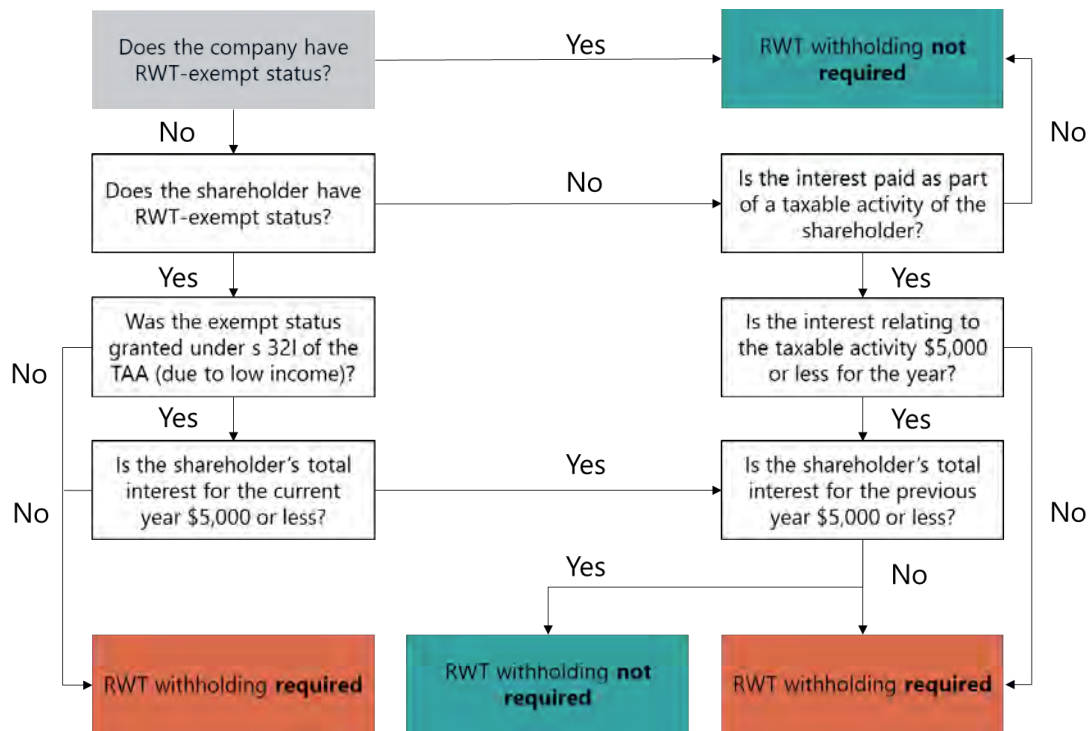 Does the company have
RWT-exempt status?
Yes
RWT withholding not
required
No
No
Does the shareholder have
RWT-exempt status?
No
Is the interest paid as part
of a taxable activity of the
shareholder?
Yes
Yes
Was the exempt status
granted under s 32I of the
TAA (due to low income)?
Is the interest relating to
the taxable activity $5,000
or less for the year?
No
Yes
Yes
Is the shareholder's total
interest for the current
year $5,000 or less?
Yes
Is the shareholder's total
interest for the previous
year $5,000 or less?
No
No
Yes
No
RWT withholding required
RWT withholding not
required
RWT withholding required